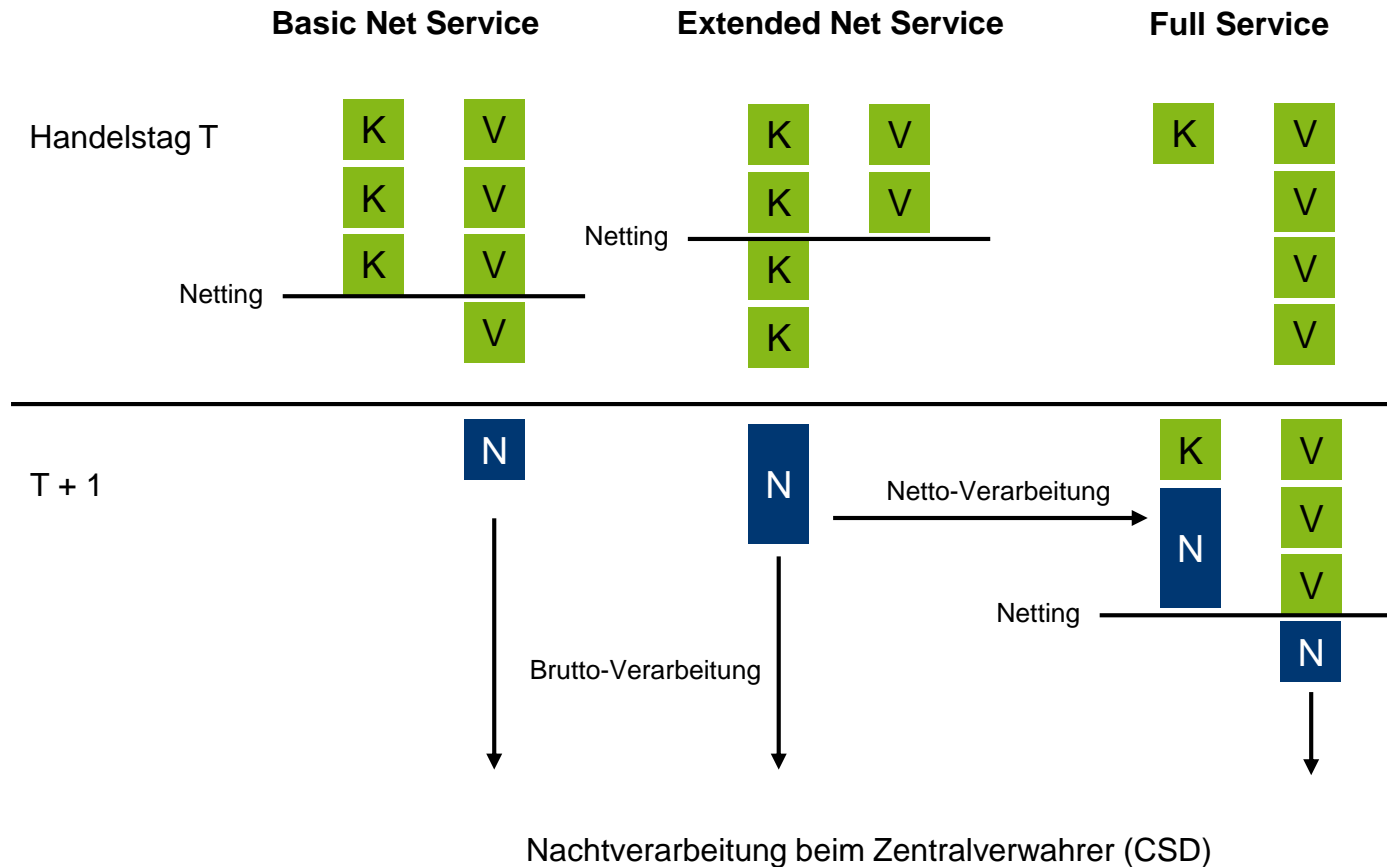 Basic Net Service Extended Net Service Full Service
Handelstag T
K V K V K V
K V K V V
Netting
K V K V
Netting
V K V
T + 1
N N K V
Netto-Verarbeitung
N V
V
Netting
N
Brutto-Verarbeitung
Nachtverarbeitung beim Zentralverwahrer (CSD)